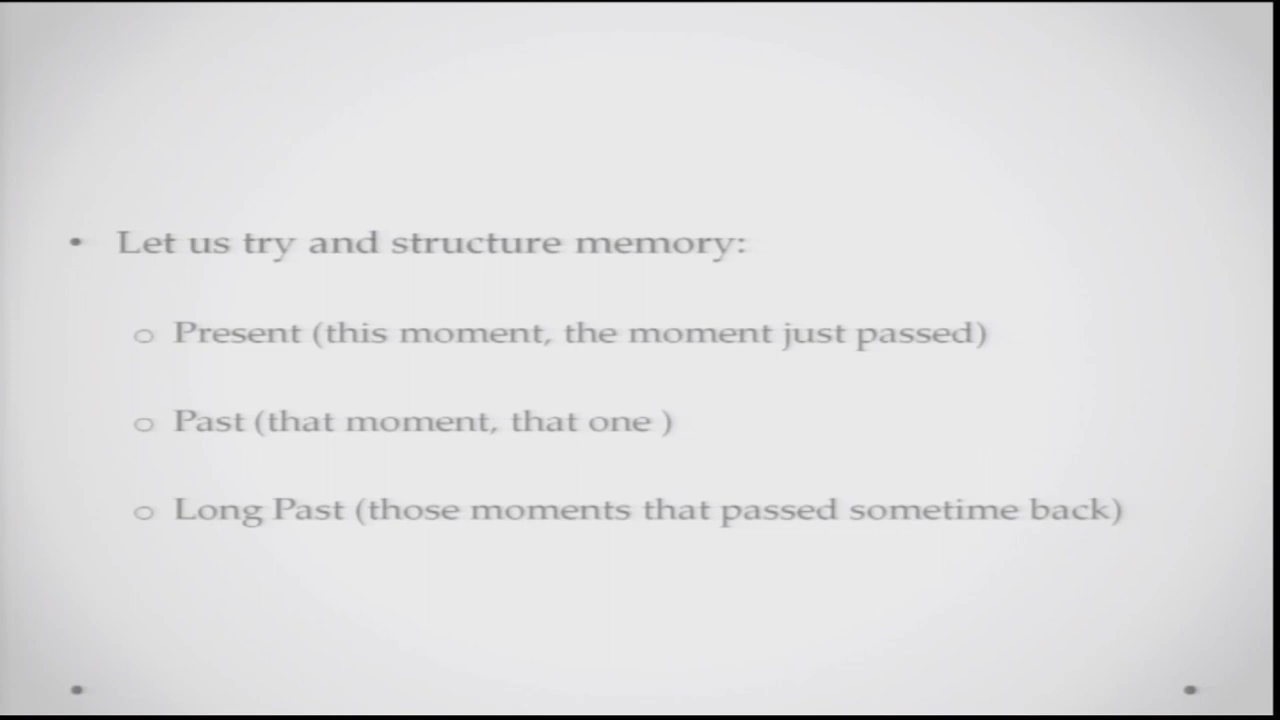 • Let us try and structure memory:
○ Present (this moment, the moment just passed)
○ Past (that moment, that one )
○ Long Past (those moments that passed sometime back)